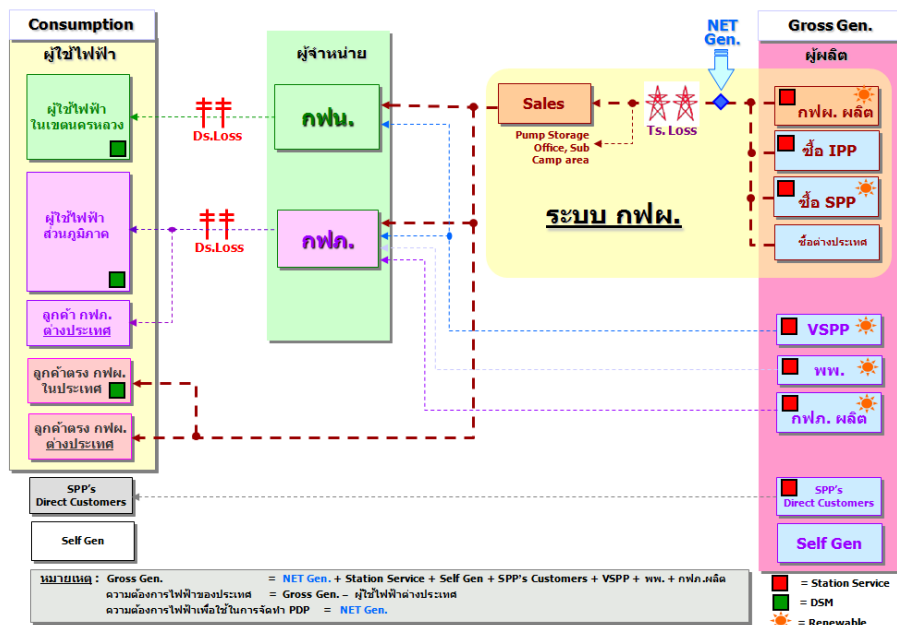 Consumption
ผู้ใช้ไฟฟ้า
ผู้ใช้ไฟฟ้า
ในเขตนครหลวง
ผู้ใช้ไฟฟ้า
ส่วนภูมิภาค
ลูกค้า กฟภ.
ต่างประเทศ
ลูกค้าตรง กฟผ.
ในประเทศ
ลูกค้าตรง กฟผ.
ต่างประเทศ
SPP's
Direct Customers
Self Gen
Ds.Loss
Ds.Loss
ผู้จำหน่าย
กฟน.
กฟภ.
Sales
Pump Storage
Office, Sub
Camp area
Ts. Loss
NET
Gen.
ระบบ กฟผ.
Gross Gen.
ผู้ผลิต
กฟผ. ผลิต
ซื้อ IPP
ซื้อ SPP
ซื้อต่างประเทศ
VSPP
พพ.
กฟภ. ผลิต
SPP's
Direct Customers
Self Gen
หมายเหตุ : Gross Gen. = NET Gen. + Station Service + Self Gen + SPP's Customers + VSPP + พพ. + กฟภ.ผลิต
ความต้องการไฟฟ้าของประเทศ = Gross Gen. – ผู้ใช้ไฟฟ้าต่างประเทศ
ความต้องการไฟฟ้าเพื่อใช้ในการจัดทำ PDP = NET Gen.
= Station Service
= DSM
= Renewable